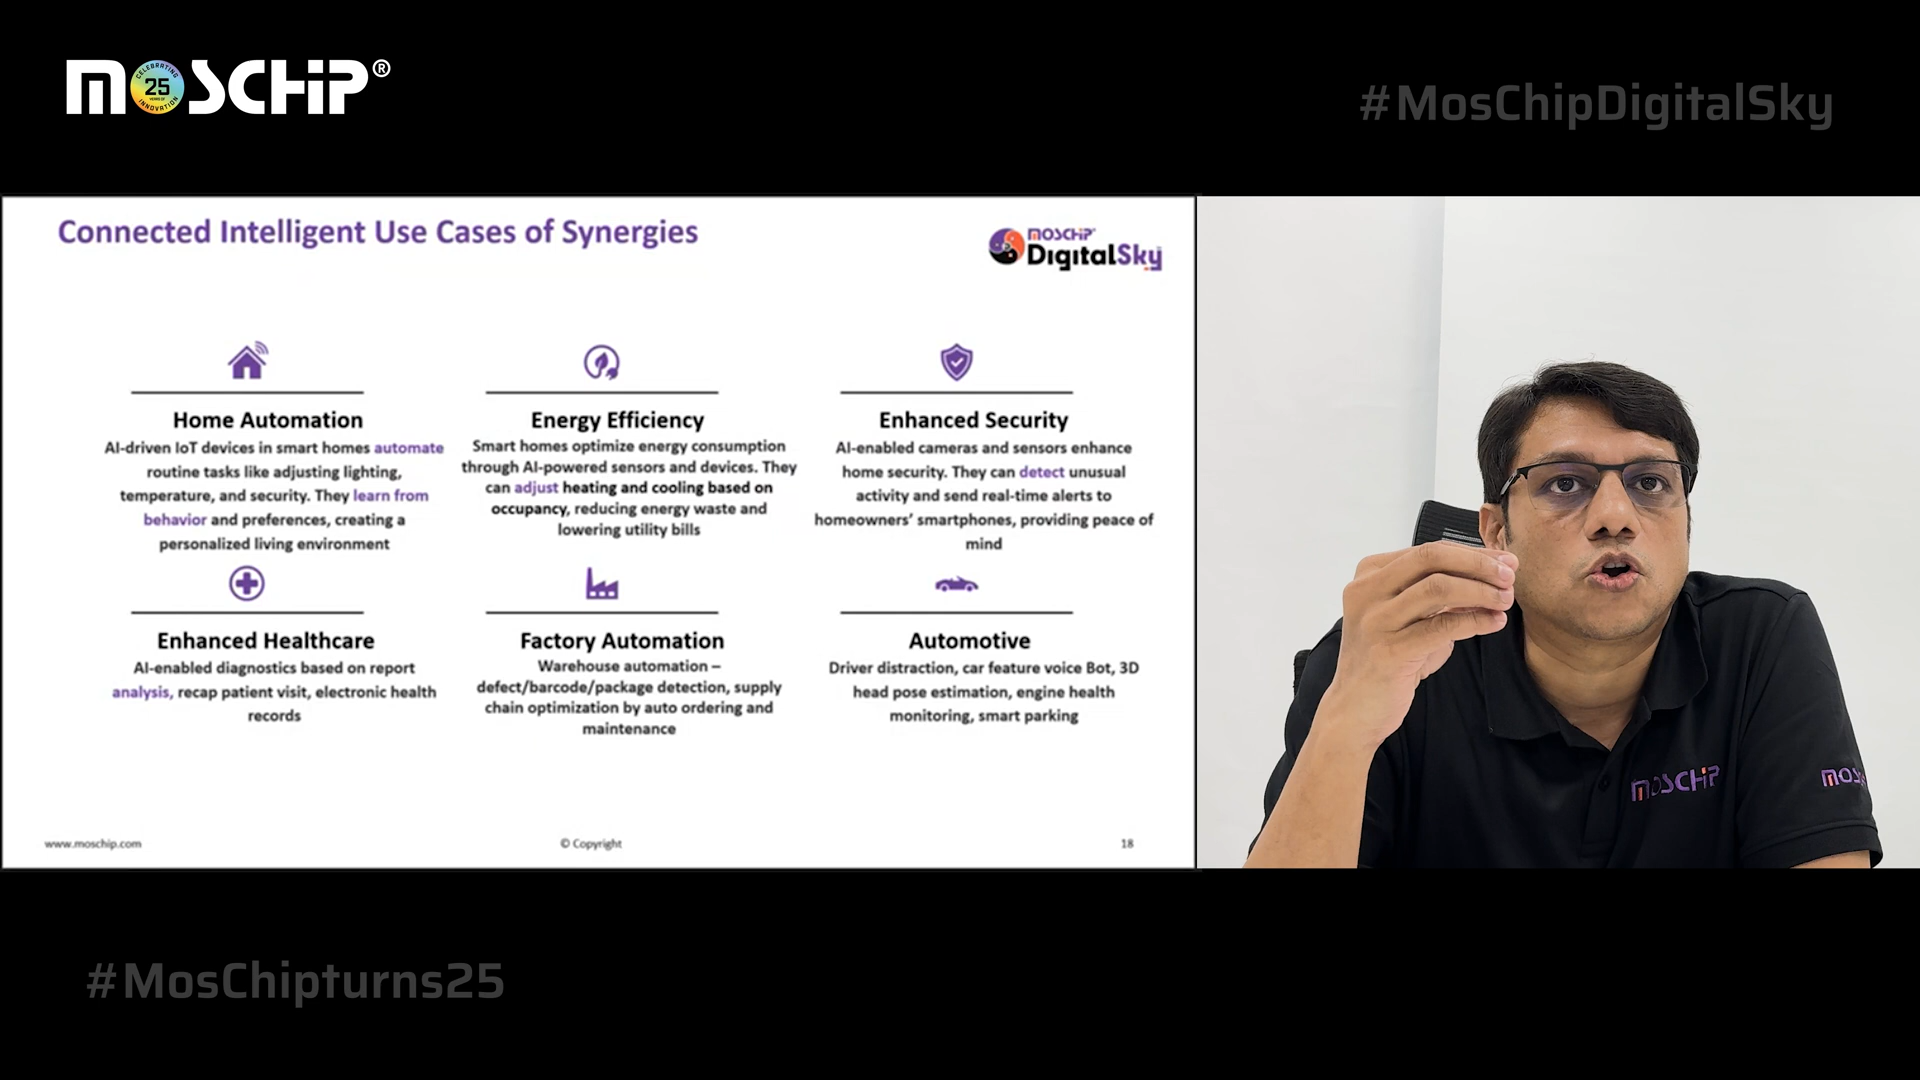 MOSCHIP®
CELEBRATING
25
YEARS OF
INNOVATION
#MosChipDigitalSky
Connected Intelligent Use Cases of Synergies
MOSCHIP
DigitalSky
Home Automation
AI-driven IoT devices in smart homes automate
routine tasks like adjusting lighting,
temperature, and security. They learn from
behavior and preferences, creating a
personalized living environment
Energy Efficiency
Smart homes optimize energy consumption
through AI-powered sensors and devices. They
can adjust heating and cooling based on
occupancy, reducing energy waste and
lowering utility bills
Enhanced Security
AI-enabled cameras and sensors enhance
home security. They can detect unusual
activity and send real-time alerts to
homeowners’ smartphones, providing peace of
mind
Enhanced Healthcare
AI-enabled diagnostics based on report
analysis, recap patient visit, electronic health
records
Factory Automation
Warehouse automation –
defect/barcode/package detection, supply
chain optimization by auto ordering and
maintenance
Automotive
Driver distraction, car feature voice Bot, 3D
head pose estimation, engine health
monitoring, smart parking
www.moschip.com
© Copyright
18
MOSCHIP
MOS
#MosChipturns25